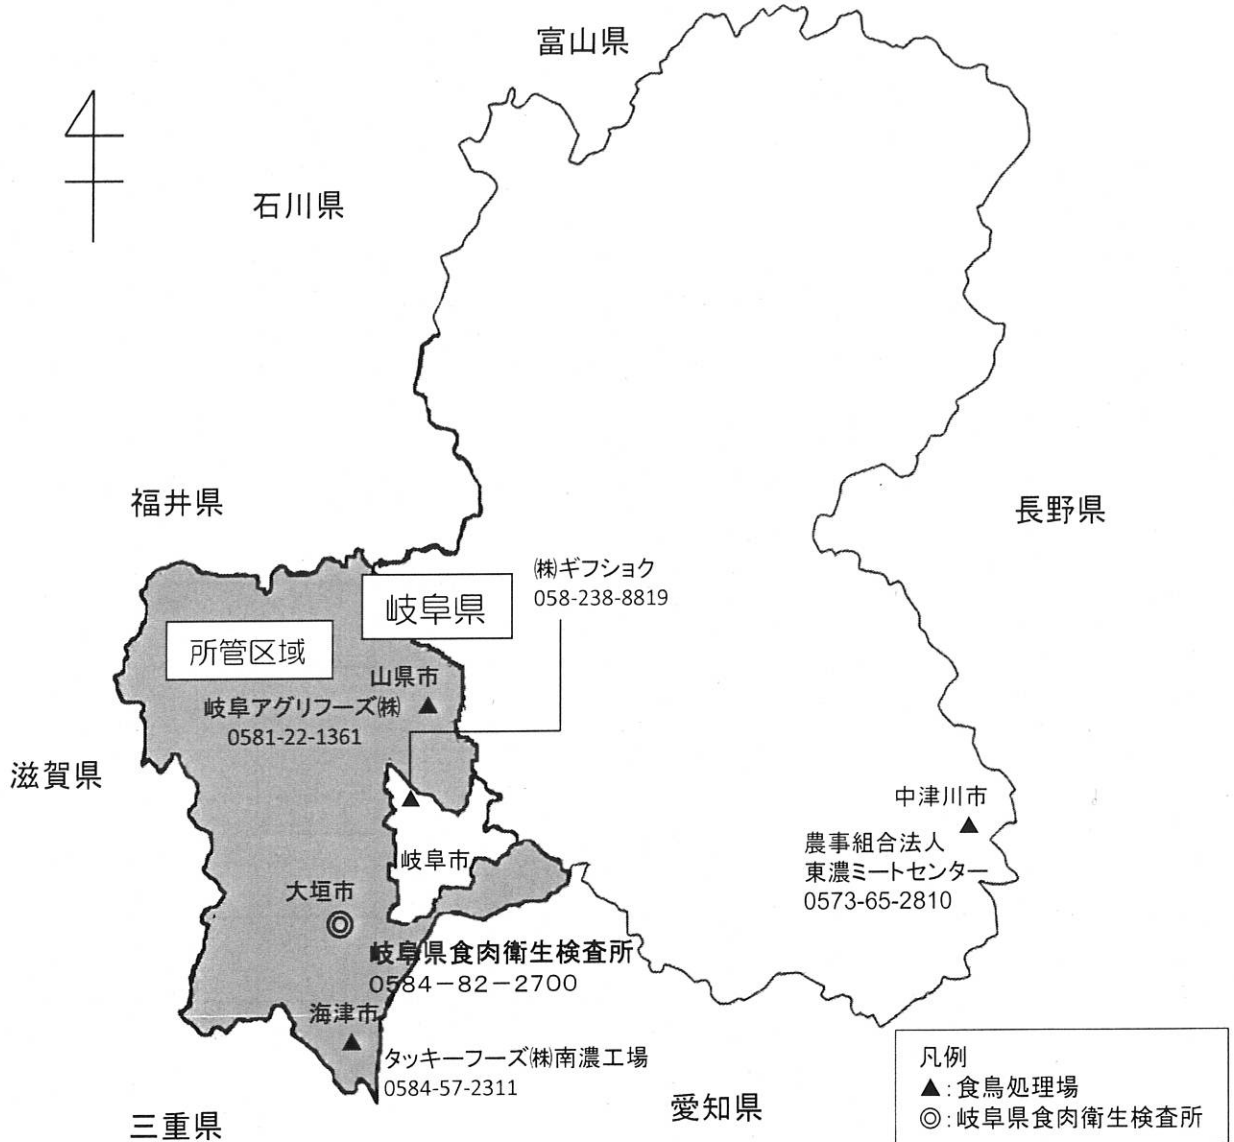 富山県
石川県
福井県
長野県
㈱ギフショク
058-238-8819
岐阜県
所管区域
山県市
▲
岐阜アグリフーズ㈱
0581-22-1361
滋賀県
▲
中津川市
▲
農事組合法人
東濃ミートセンター
0573-65-2810
岐阜市
大垣市
◎
岐阜県食肉衛生検査所
0584-82-2700
海津市
▲
タッキーフーズ㈱南濃工場
0584-57-2311
愛知県
三重県
凡例
▲:食鳥処理場
◎:岐阜県食肉衛生検査所